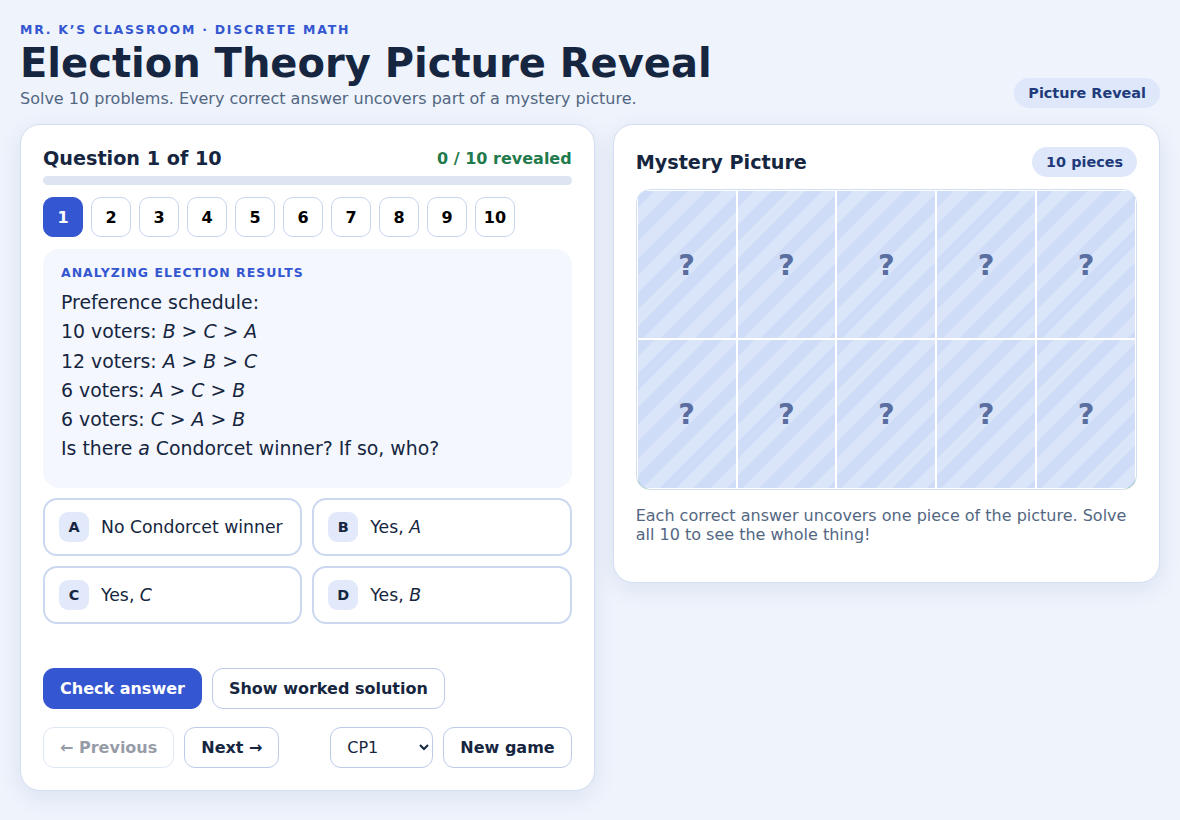 MR. K’S CLASSROOM · DISCRETE MATH
Election Theory Picture Reveal
Solve 10 problems. Every correct answer uncovers part of a mystery picture.
Picture Reveal
Question 1 of 10
0 / 10 revealed
1 2 3 4 5 6 7 8 9 10
ANALYZING ELECTION RESULTS
Preference schedule:
10 voters: B > C > A
12 voters: A > B > C
6 voters: A > C > B
6 voters: C > A > B
Is there a Condorcet winner? If so, who?
A No Condorcet winner
B Yes, A
C Yes, C
D Yes, B
Check answer
Show worked solution
← Previous
Next →
CP1
New game
Mystery Picture
10 pieces
? ? ? ? ?
? ? ? ? ?
Each correct answer uncovers one piece of the picture. Solve
all 10 to see the whole thing!